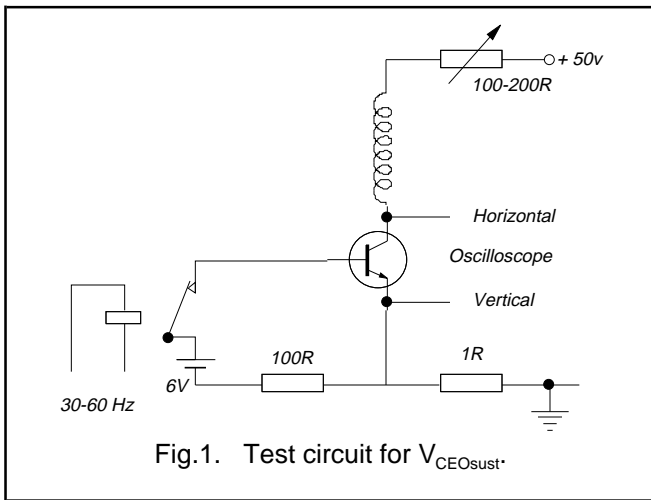 + 50v
100-200R
Horizontal
Oscilloscope
Vertical
100R
1R
6V
30-60 Hz
Fig.1. Test circuit for VCEOsust.